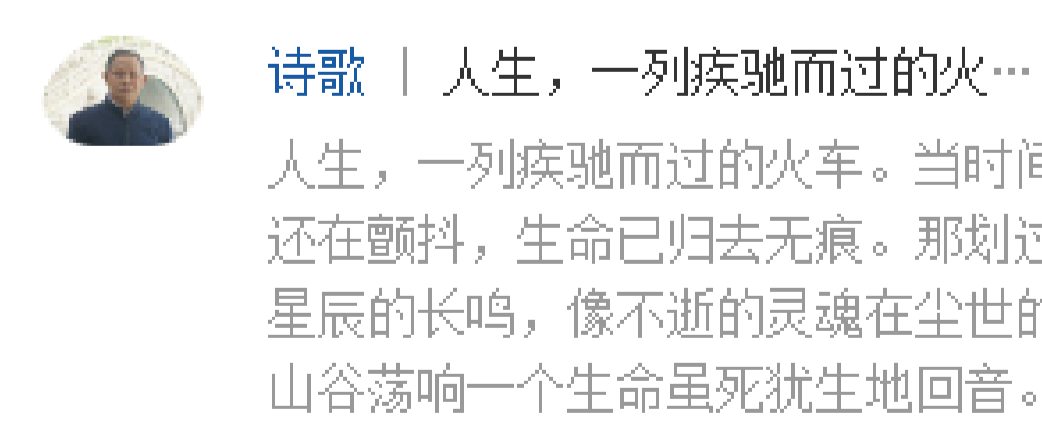 诗歌 | 人生，一列疾驰而过的火…
人生，一列疾驰而过的火车。当时间
还在颤抖，生命已归去无痕。那划过
星辰的长鸣，像不逝的灵魂在尘世的
山谷荡响一个生命虽死犹生地回音。